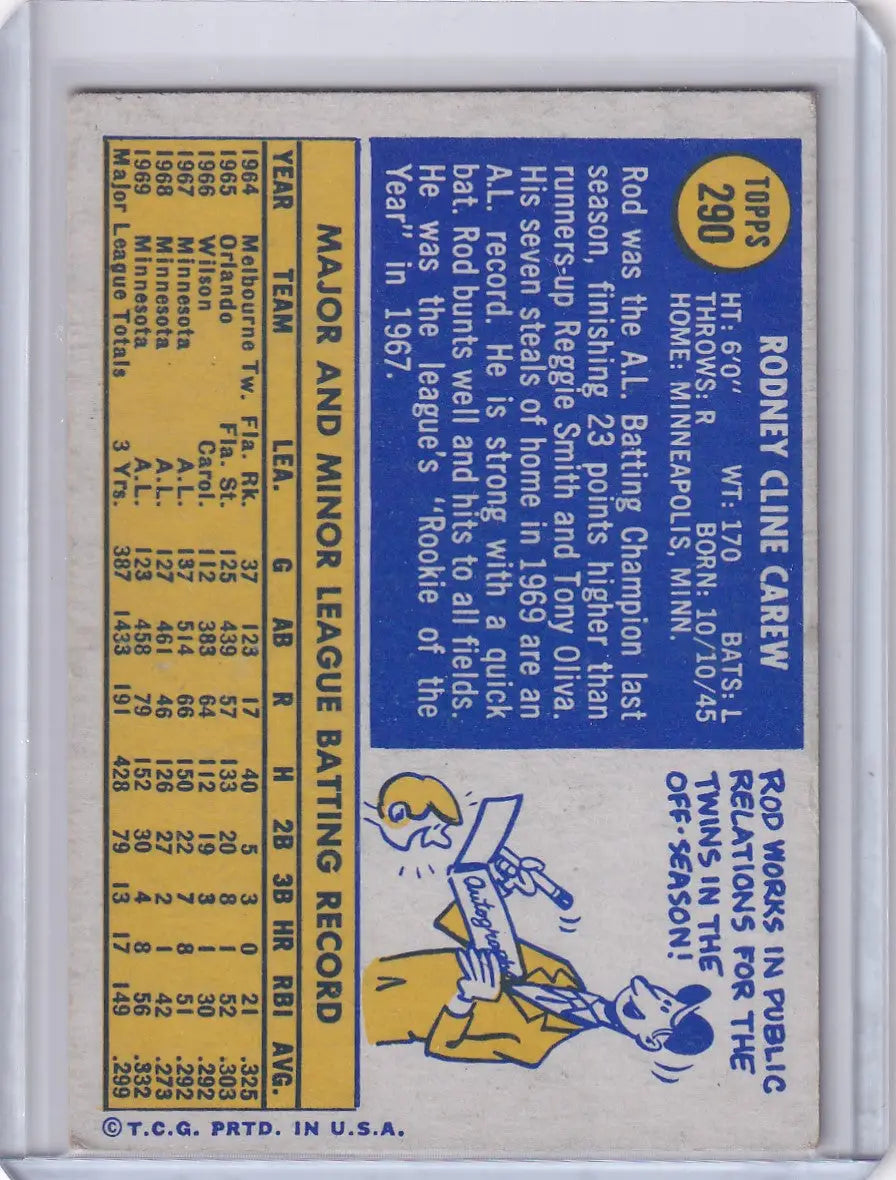 TOPPS
290
RODNEY CLINE CAREW
HT: 6'0" WT: 170 BATS: L
THROWS: R BORN: 10/10/45
HOME: MINNEAPOLIS, MINN.
Rod was the A.L. Batting Champion last
season, finishing 23 points higher than
runners-up Reggie Smith and Tony Oliva.
His seven steals of home in 1969 are an
A.L. record. He is strong with a quick
bat. Rod bunts well and hits to all fields.
He was the league's "Rookie of the
Year" in 1967.
ROD WORKS IN PUBLIC
RELATIONS FOR THE
TWINS IN THE
OFF-SEASON!
Autographs
MAJOR AND MINOR LEAGUE BATTING RECORD
YEAR TEAM LEA. G AB R H 2B 3B HR RBI AVG.
1964 Melbourne Tw. Fla. Rk. 37 123 17 40 5 3 0 21 .325
1965 Orlando Fla. St. 125 439 57 133 20 8 1 52 .303
1966 Wilson Carol. 112 383 64 112 19 3 1 30 .292
1967 Minnesota A.L. 137 514 66 150 22 7 8 51 .292
1968 Minnesota A.L. 127 461 46 126 27 2 1 42 .273
1969 Minnesota A.L. 123 458 79 152 30 4 8 56 .332
Major League Totals 3 Yrs. 387 1433 191 428 79 13 17 149 .299
© T.C.G. PRTD. IN U.S.A.